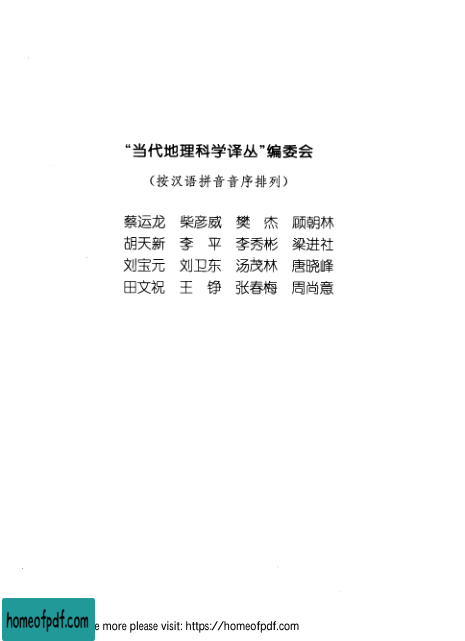 “当代地理科学译丛”编委会
（按汉语拼音音序排列）
蔡运龙 柴彦威 樊 杰 顾朝林
胡天新 李 平 李秀彬 梁进社
刘宝元 刘卫东 汤茂林 唐晓峰
田文祝 王 铮 张春梅 周尚意
homeofpdf.com
e more please visit: https://homeofpdf.com